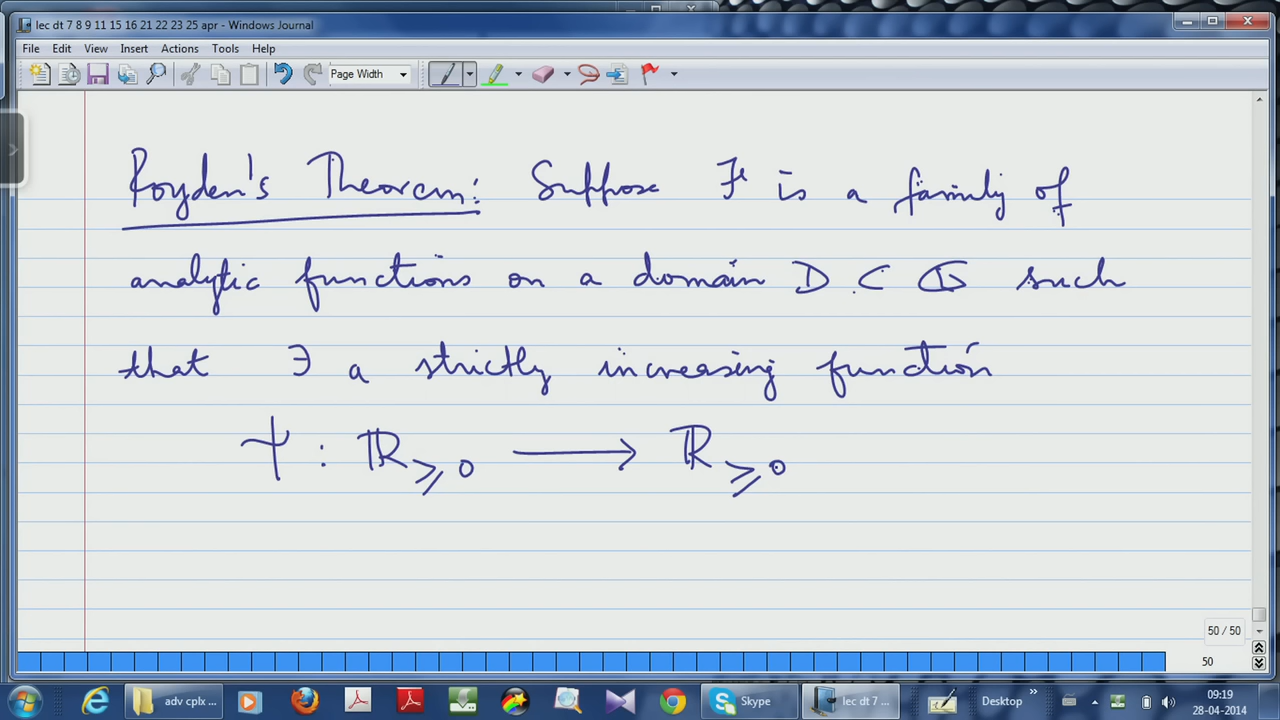 lec dt 7 8 9 11 15 16 21 22 23 25 apr - Windows Journal
File Edit View Insert Actions Tools Help
Page Width
Royden's Theorem: Suppose ℱ is a family of
analytic functions on a domain D ⊂ ℂ such
that ∃ a strictly increasing function
Ψ : ℝ≥0 ⟶ ℝ≥0
50 / 50
50
adv cplx ... Skype lec dt 7 ... Desktop » 09:19
28-04-2014